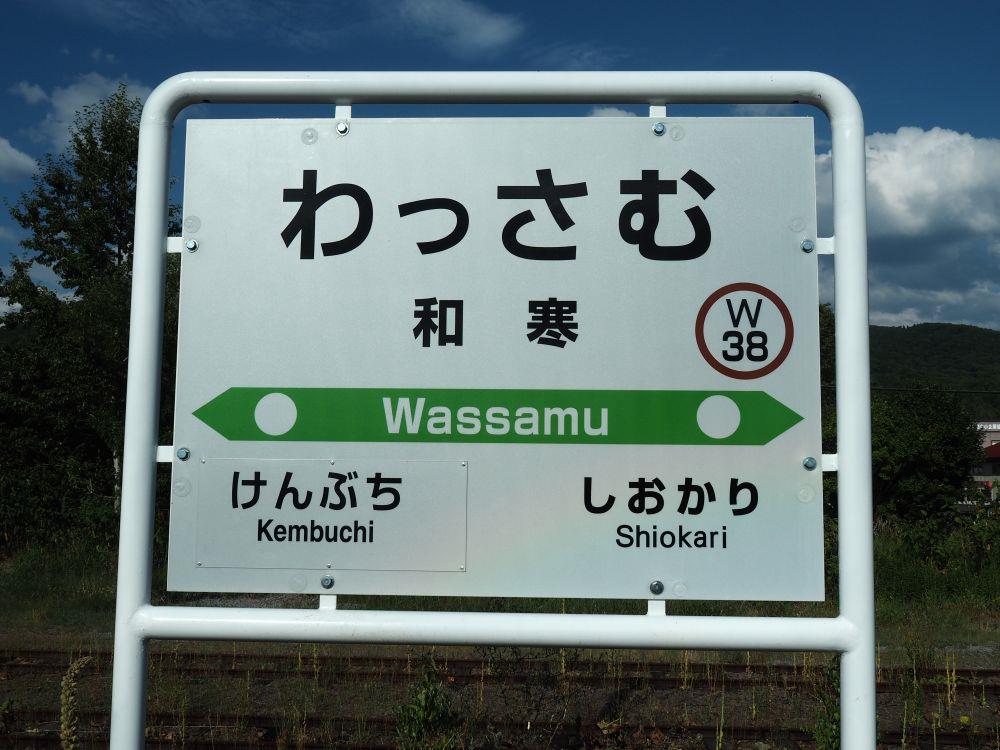 わっさむ
和寒
W
38
Wassamu
けんぶち
Kembuchi
しおかり
Shiokari